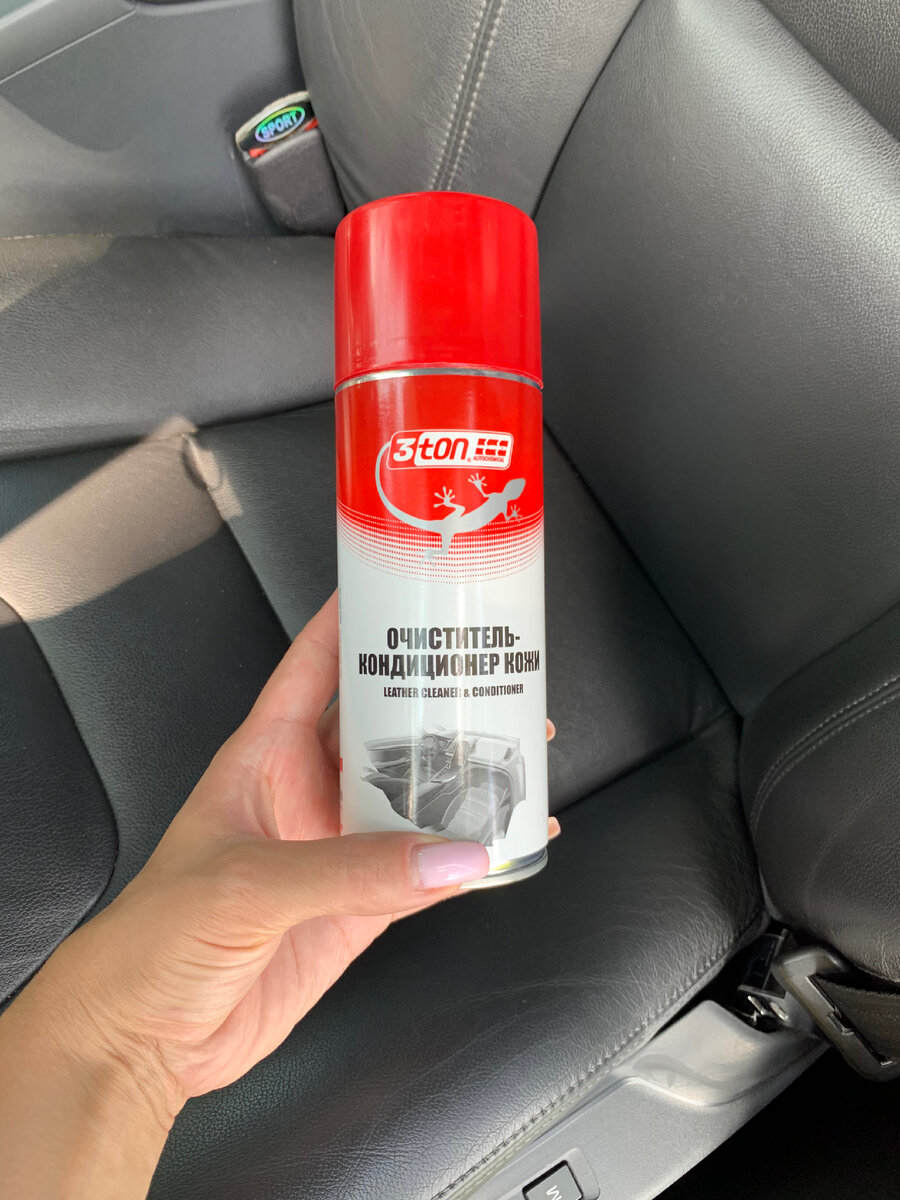 SPORT
3ton
®
AUTOCHEMICAL
ОЧИСТИТЕЛЬ-
КОНДИЦИОНЕР КОЖИ
LEATHER CLEANER & CONDITIONER
M